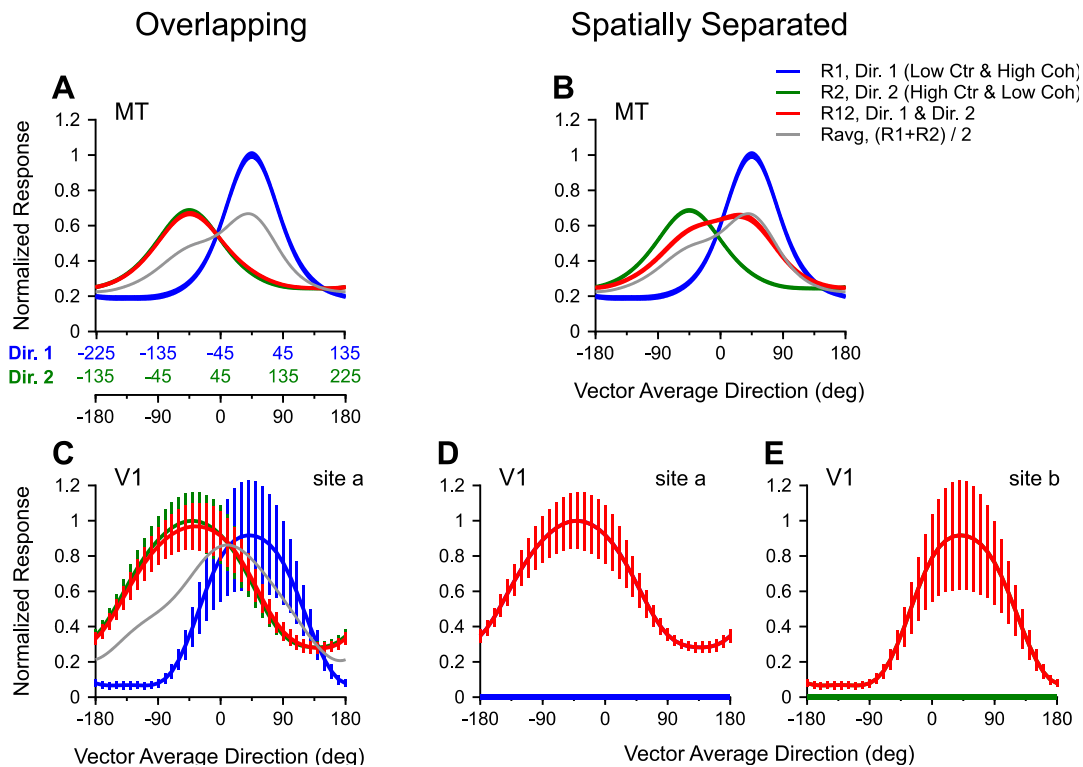 Overlapping
Spatially Separated
R1, Dir. 1 (Low Ctr & High Coh)
R2, Dir. 2 (High Ctr & Low Coh)
R12, Dir. 1 & Dir. 2
Ravg, (R1+R2) / 2
A
MT
Normalized Response
1.2
1
0.8
0.6
0.4
0.2
0
Dir. 1 -225 -135 -45 45 135
Dir. 2 -135 -45 45 135 225
-180 -90 0 90 180
B
MT
1.2
1
0.8
0.6
0.4
0.2
0
-180 -90 0 90 180
Vector Average Direction (deg)
C
V1
site a
Normalized Response
1.2
1
0.8
0.6
0.4
0.2
0
-180 -90 0 90 180
Vector Average Direction (deg)
D
V1
site a
1.2
1
0.8
0.6
0.4
0.2
0
-180 -90 0 90 180
E
V1
site b
1.2
1
0.8
0.6
0.4
0.2
0
-180 -90 0 90 180
Vector Average Direction (deg)